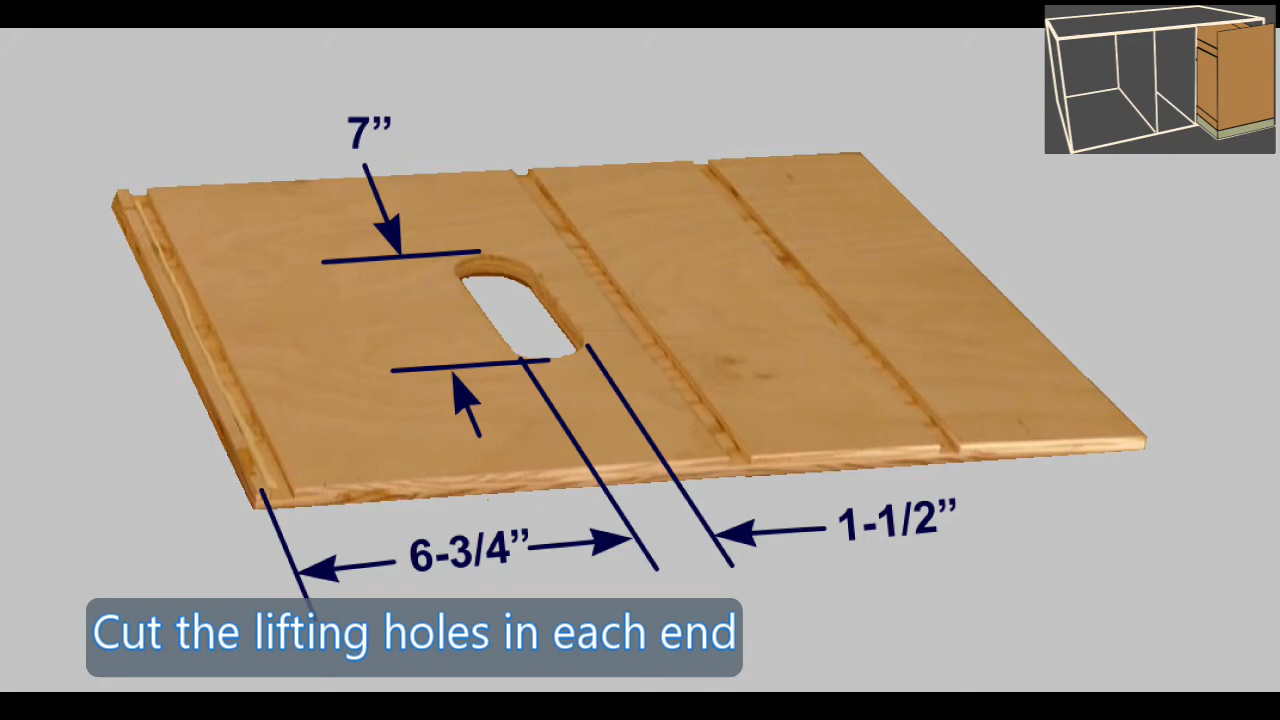 7”
6-3/4”
1-1/2”
Cut the lifting holes in each end